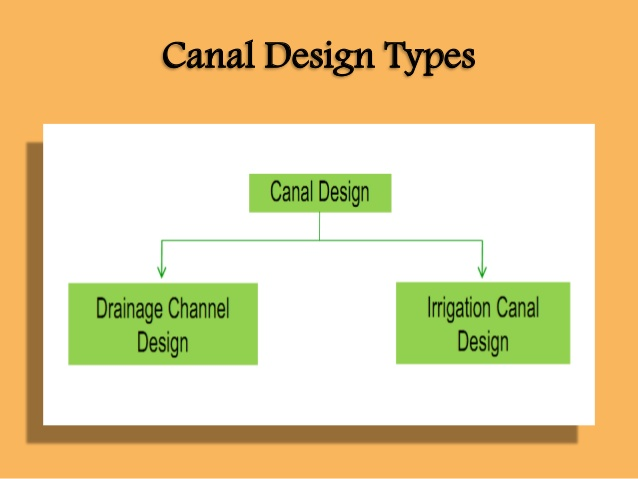 Canal Design Types
Canal Design
Drainage Channel
Design
Irrigation Canal
Design